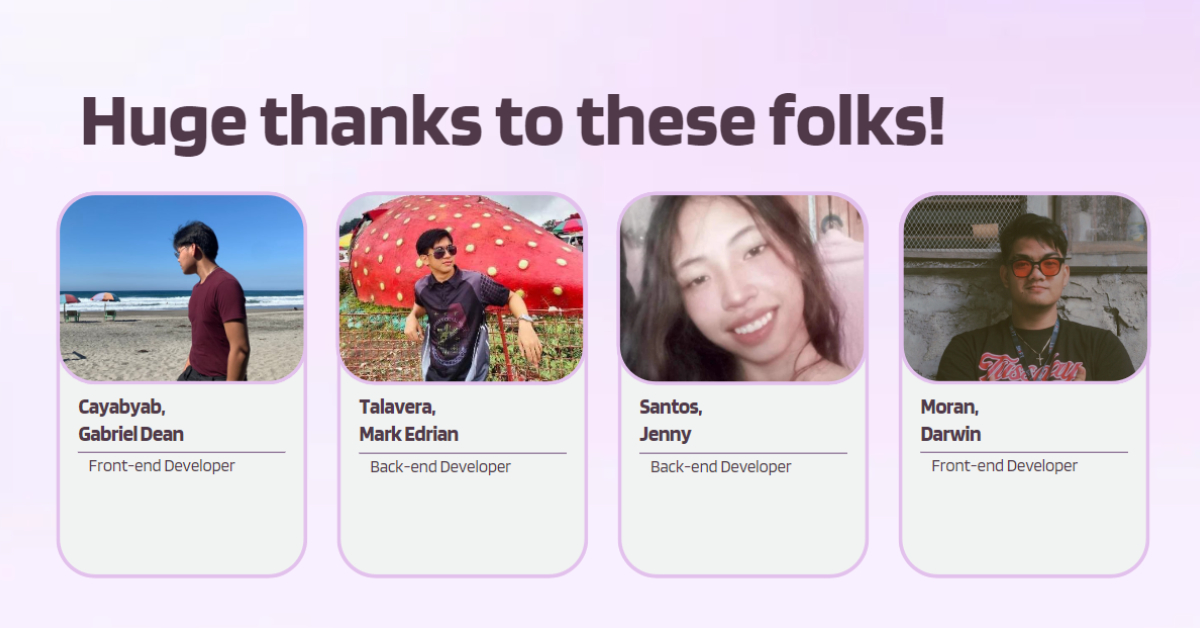 Huge thanks to these folks!
Cayabyab,
Gabriel Dean
Front-end Developer
Talavera,
Mark Edrian
Back-end Developer
Santos,
Jenny
Back-end Developer
Moran,
Darwin
Front-end Developer